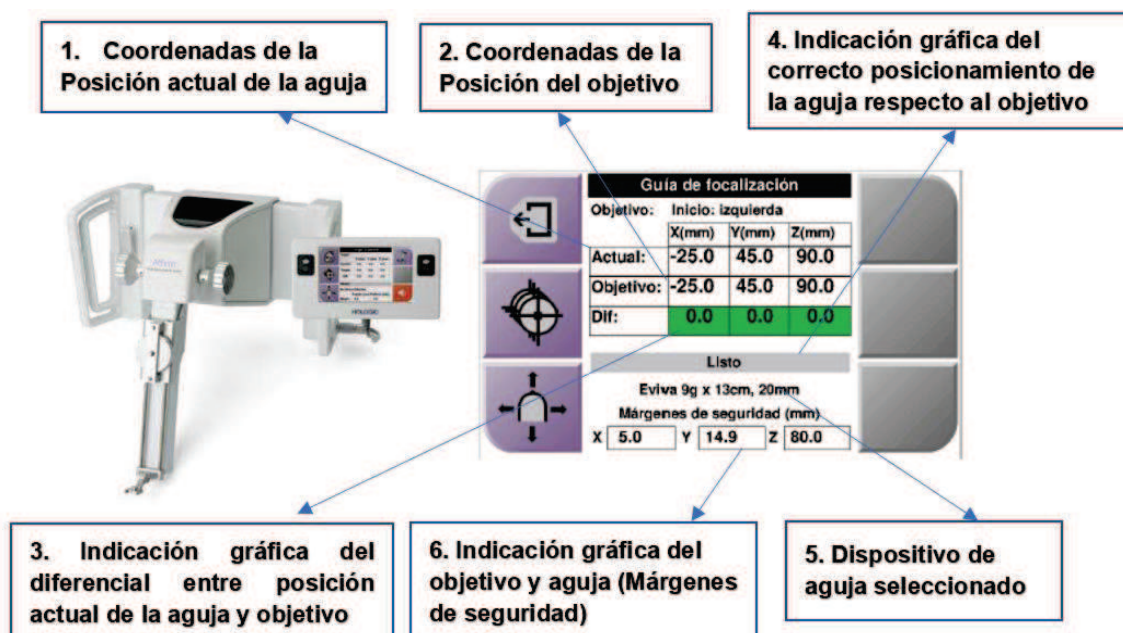 1. Coordenadas de la
Posición actual de la aguja
2. Coordenadas de la
Posición del objetivo
4. Indicación gráfica del
correcto posicionamiento de
la aguja respecto al objetivo
Guía de focalización
Objetivo: Inicio: izquierda
X(mm) Y(mm) Z(mm)
Actual: -25.0 45.0 90.0
Objetivo: -25.0 45.0 90.0
Dif: 0.0 0.0 0.0
Listo
Eviva 9g x 13cm, 20mm
Márgenes de seguridad (mm)
X 5.0 Y 14.9 Z 80.0
HOLOGIC
3. Indicación gráfica del
diferencial entre posición
actual de la aguja y objetivo
6. Indicación gráfica del
objetivo y aguja (Márgenes
de seguridad)
5. Dispositivo de
aguja seleccionado